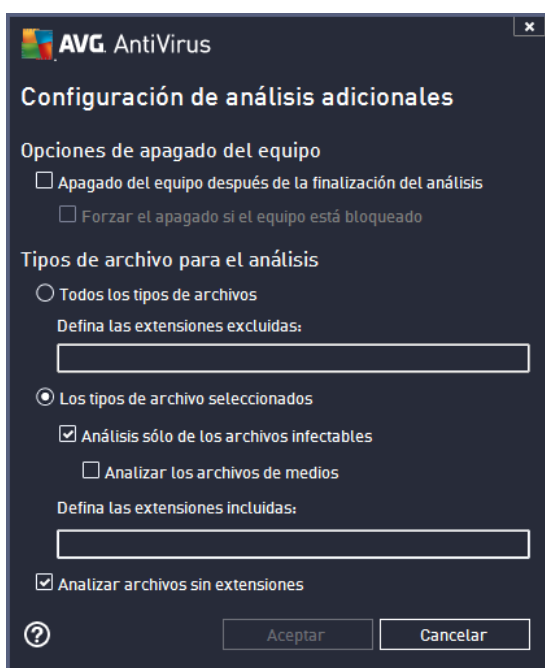 AVG. AntiVirus
Configuración de análisis adicionales
Opciones de apagado del equipo
Apagado del equipo después de la finalización del análisis
Forzar el apagado si el equipo está bloqueado
Tipos de archivo para el análisis
Todos los tipos de archivos
Defina las extensiones excluidas:
Los tipos de archivo seleccionados
Análisis sólo de los archivos infectables
Analizar los archivos de medios
Defina las extensiones incluidas:
Analizar archivos sin extensiones
? Aceptar Cancelar